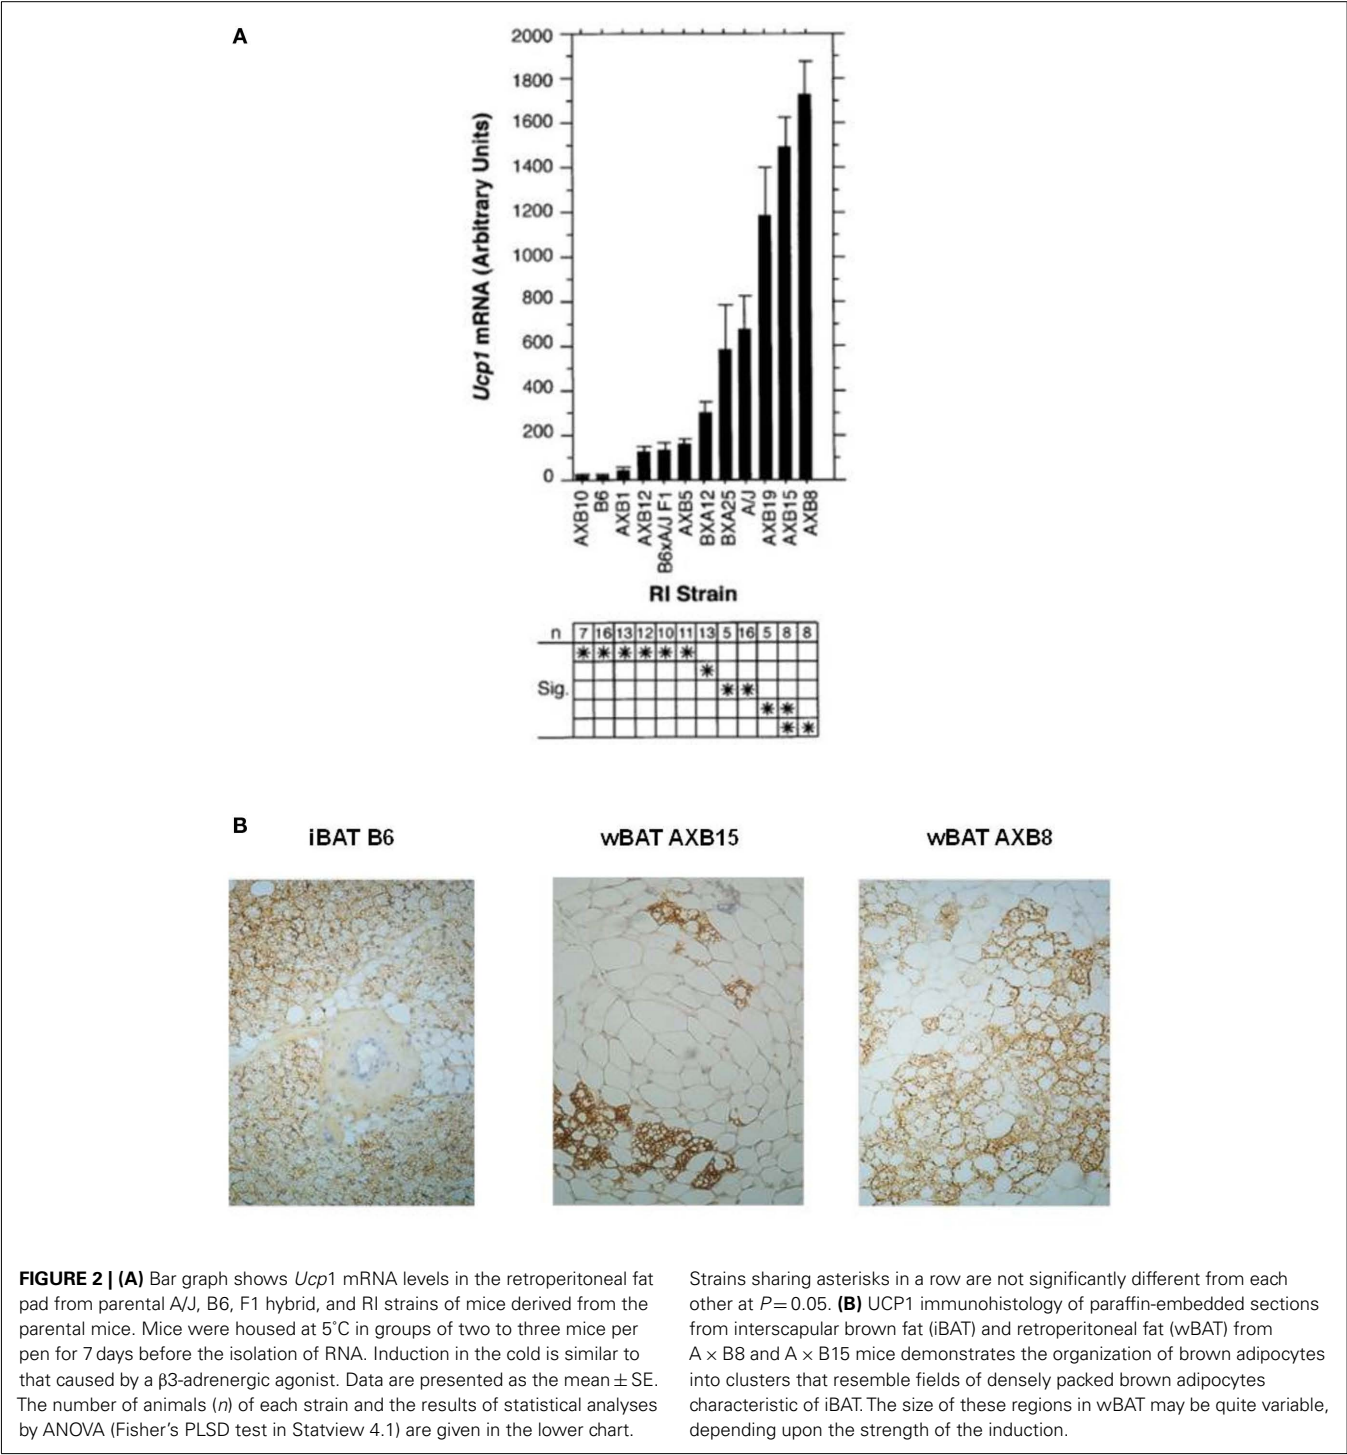 A
2000
1800
1600
1400
1200
1000
800
600
400
200
0
Ucp1 mRNA (Arbitrary Units)
AXB10
B6
AXB1
AXB12
B6xA/J F1
AXB5
BXA12
BXA25
A/J
AXB19
AXB15
AXB8
RI Strain
n 7 16 13 12 10 11 13 5 16 5 8 8
✳ ✳ ✳ ✳ ✳ ✳
✳
Sig. ✳ ✳
✳ ✳
✳ ✳
B
iBAT B6 wBAT AXB15 wBAT AXB8
FIGURE 2 | (A) Bar graph shows Ucp1 mRNA levels in the retroperitoneal fat
pad from parental A/J, B6, F1 hybrid, and RI strains of mice derived from the
parental mice. Mice were housed at 5˚C in groups of two to three mice per
pen for 7 days before the isolation of RNA. Induction in the cold is similar to
that caused by a β3-adrenergic agonist. Data are presented as the mean ± SE.
The number of animals (n) of each strain and the results of statistical analyses
by ANOVA (Fisher's PLSD test in Statview 4.1) are given in the lower chart.
Strains sharing asterisks in a row are not significantly different from each
other at P = 0.05. (B) UCP1 immunohistology of paraffin-embedded sections
from interscapular brown fat (iBAT) and retroperitoneal fat (wBAT) from
A × B8 and A × B15 mice demonstrates the organization of brown adipocytes
into clusters that resemble fields of densely packed brown adipocytes
characteristic of iBAT. The size of these regions in wBAT may be quite variable,
depending upon the strength of the induction.